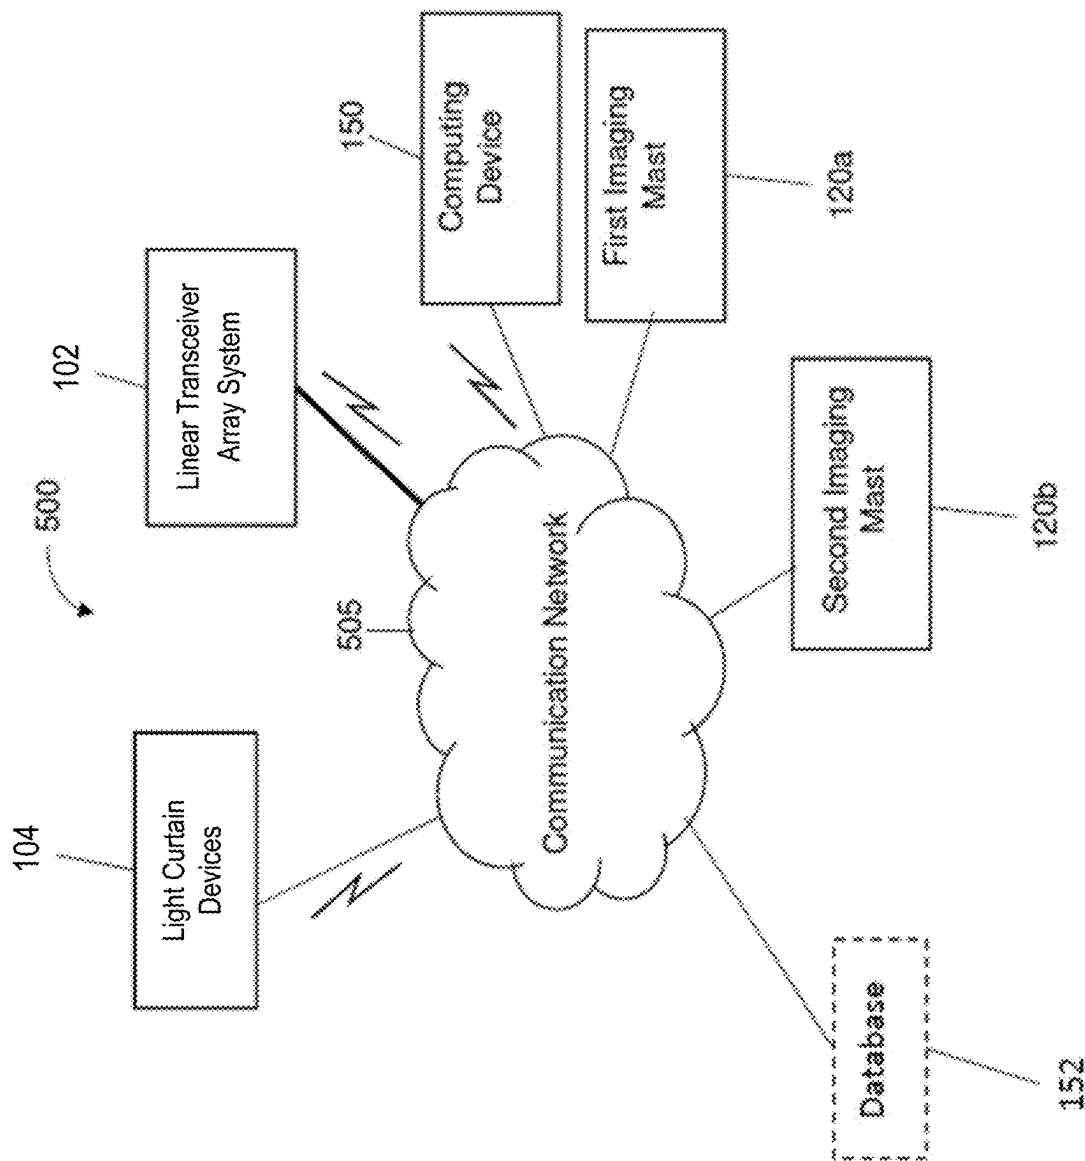 500
104
Light Curtain
Devices
102
Linear Transceiver
Array System
150
Computing
Device
505
Communication Network
First Imaging
Mast
120a
Database
152
Second Imaging
Mast
120b